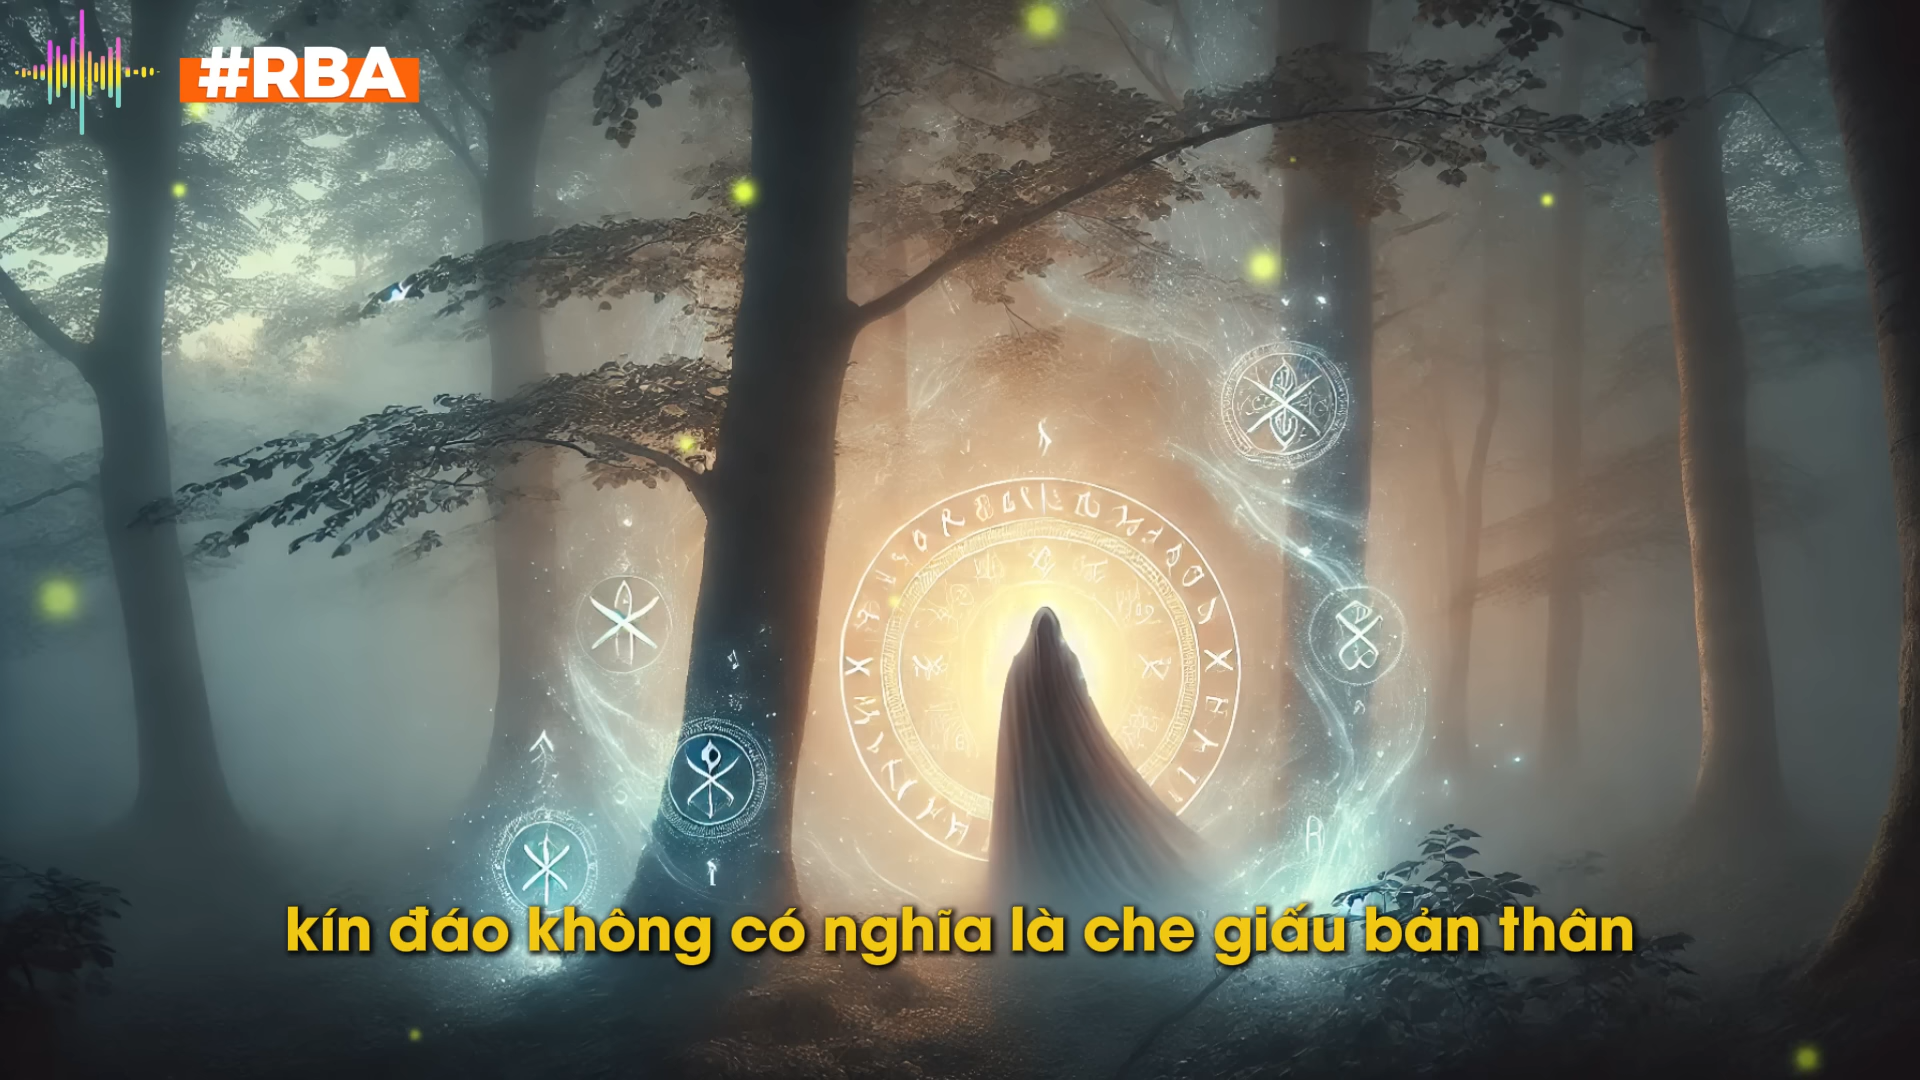 #RBA
kín đáo không có nghĩa là che giấu bản thân